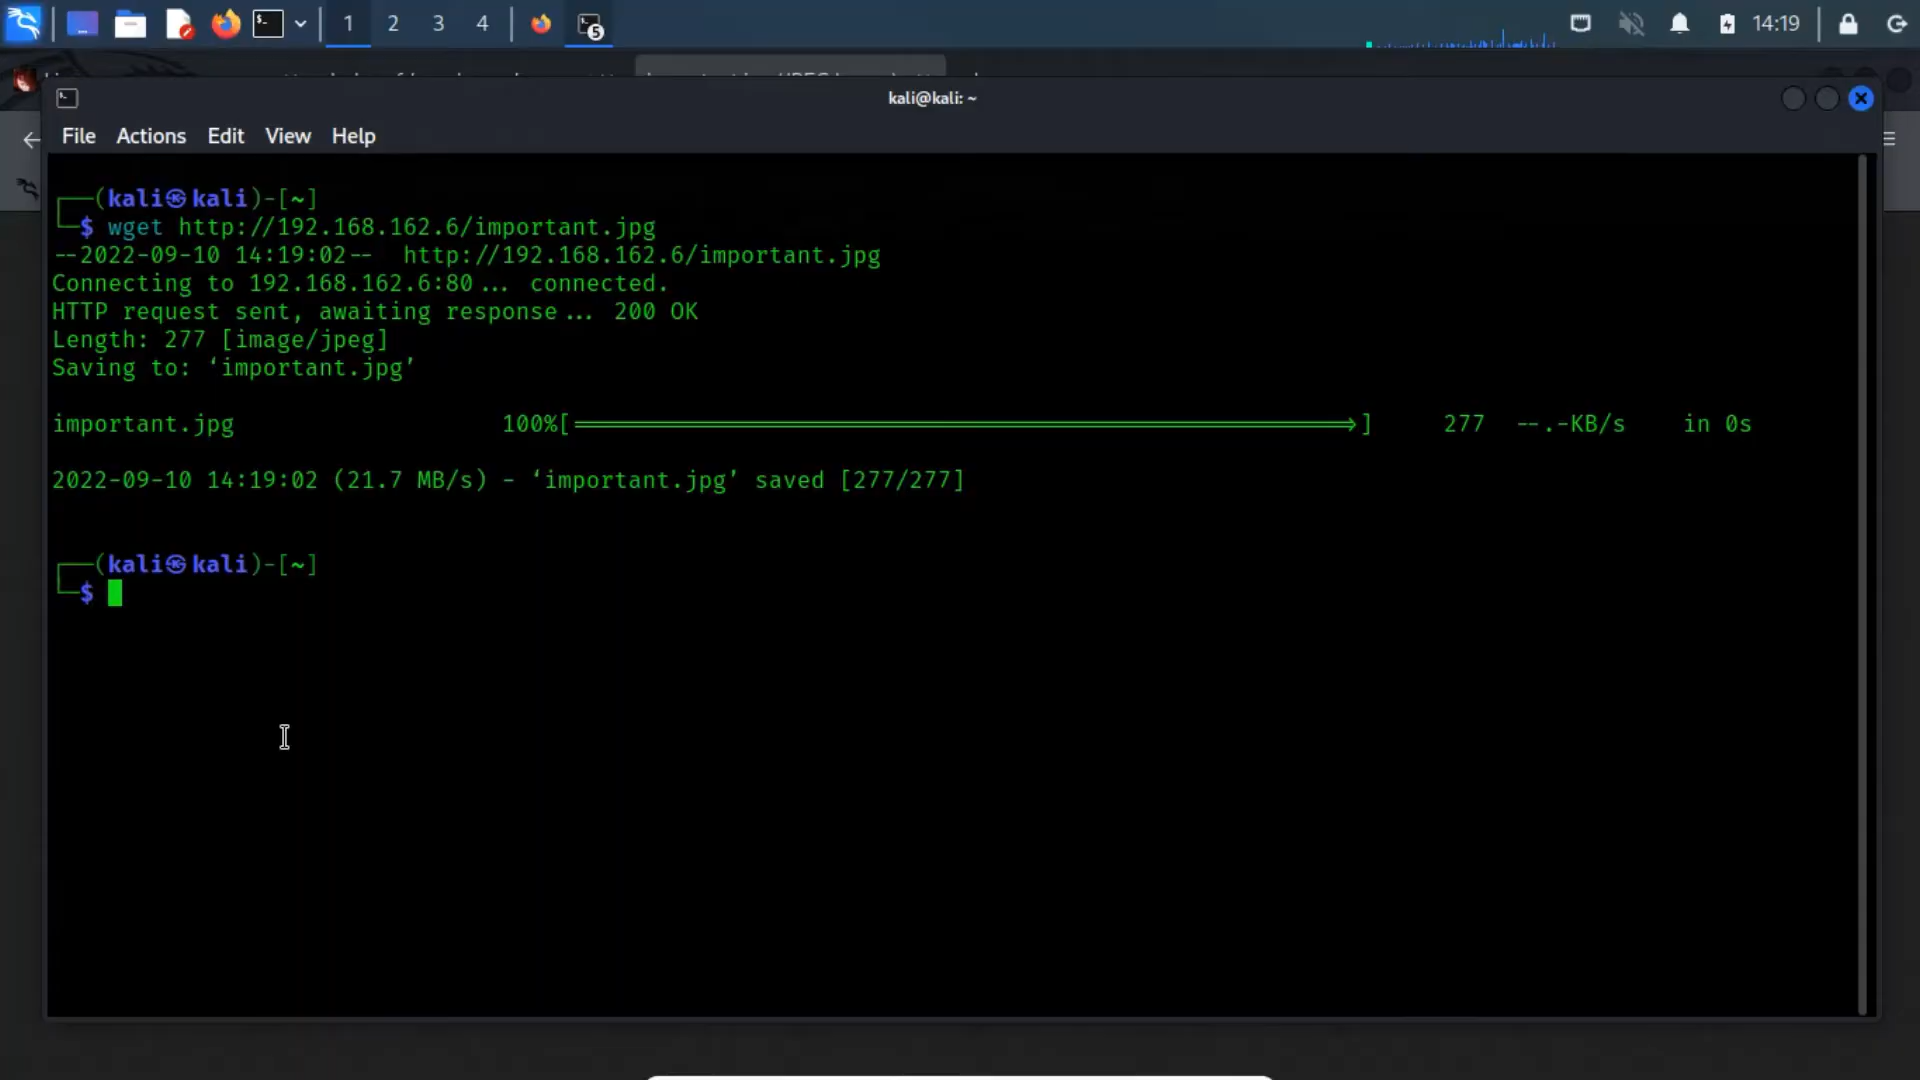 1 2 3 4 5 14:19
kali@kali: ~
File Actions Edit View Help
┌──(kali㉿kali)-[~]
└─$ wget http://192.168.162.6/important.jpg
--2022-09-10 14:19:02-- http://192.168.162.6/important.jpg
Connecting to 192.168.162.6:80... connected.
HTTP request sent, awaiting response... 200 OK
Length: 277 [image/jpeg]
Saving to: ‘important.jpg’
important.jpg 100%[===================>] 277 --.-KB/s in 0s
2022-09-10 14:19:02 (21.7 MB/s) - ‘important.jpg’ saved [277/277]
┌──(kali㉿kali)-[~]
└─$